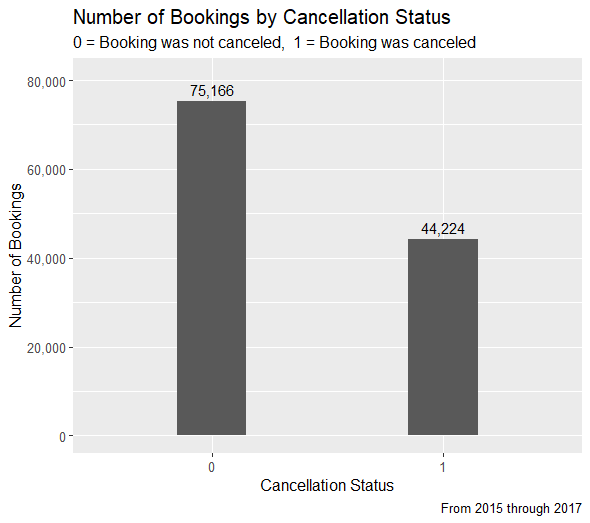 Number of Bookings by Cancellation Status
0 = Booking was not canceled,  1 = Booking was canceled
80,000
60,000
40,000
20,000
0
Number of Bookings
75,166
44,224
0
1
Cancellation Status
From 2015 through 2017